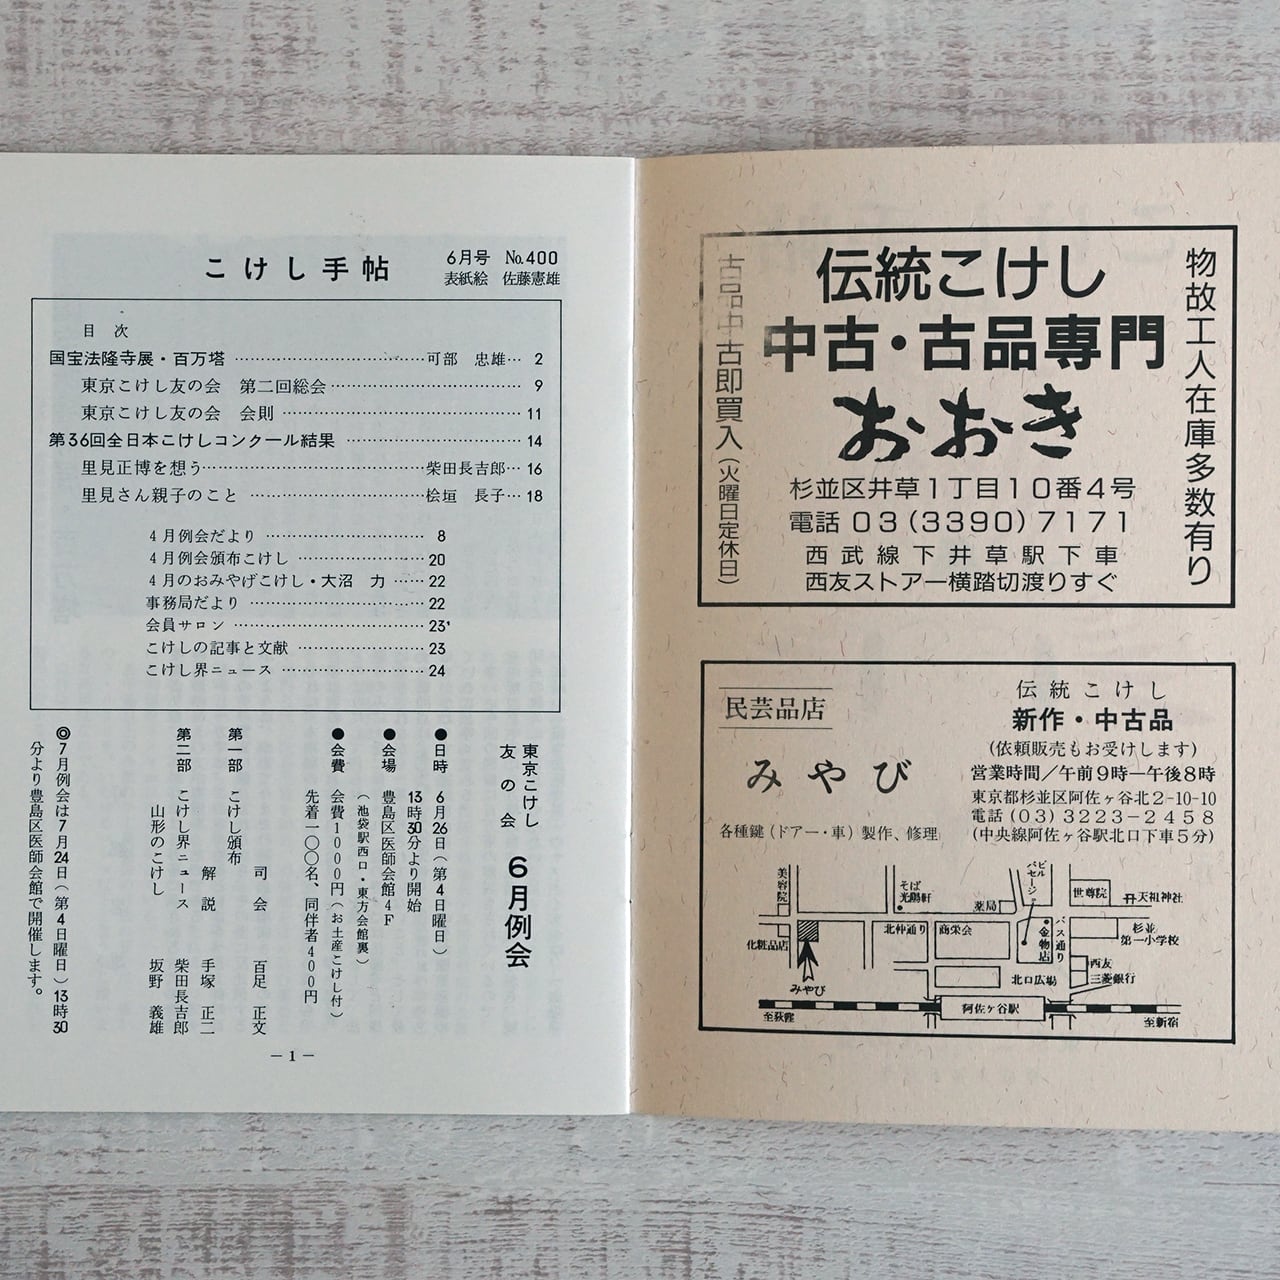 こけし手帖
6月号 No.400
表紙絵 佐藤憲雄
目次
国宝法隆寺展・百万塔 …… 可部 忠雄… 2
東京こけし友の会 第二回総会 …… 9
東京こけし友の会 会則 …… 11
第36回全日本こけしコンクール結果 …… 14
里見正博を想う …… 柴田長吉郎… 16
里見さん親子のこと …… 桧垣 長子… 18
4月例会だより …… 8
4月例会頒布こけし …… 20
4月のおみやげこけし・大沼 力 …… 22
事務局だより …… 22
会員サロン …… 23
こけしの記事と文献 …… 23
こけし界ニュース …… 24
東京こけし
友の会
6月例会
●日時 6月26日(第4日曜日)
13時30分より開始
●会場 豊島区医師会館4F
(池袋駅西口・東方会館裏)
●会費 会費1000円(お土産こけし付)
先着一〇〇名、同伴者400円
司会 百足 正文
第一部 こけし頒布
解説 手塚 正二
第二部 こけし界ニュース 柴田長吉郎
山形のこけし 坂野 義雄
◎7月例会は7月24日(第4日曜日)13時30
分より豊島区医師会館で開催します。
−1−
物故工人在庫多数有り
伝統こけし
中古・古品専門
おおき
杉並区井草1丁目10番4号
電話 03(3390)7171
西武線下井草駅下車
西友ストアー横踏切渡りすぐ
古品中古即買入(火曜日定休日)
民芸品店
みやび
各種鍵(ドアー・車)製作、修理
伝統こけし
新作・中古品
(依頼販売もお受けします)
営業時間/午前9時—午後8時
東京都杉並区阿佐ヶ谷北2-10-10
電話(03)3223−2458
(中央線阿佐ヶ谷駅北口下車5分)
美容院
そば
光陽軒
薬局
ビル
パセージ
世尊院
天祖神社
化粧品店
北仲通り
商栄会
金物店
バス通り
杉並
第一小学校
みやび
北口広場
西友
三菱銀行
至荻窪
阿佐ヶ谷駅
至新宿